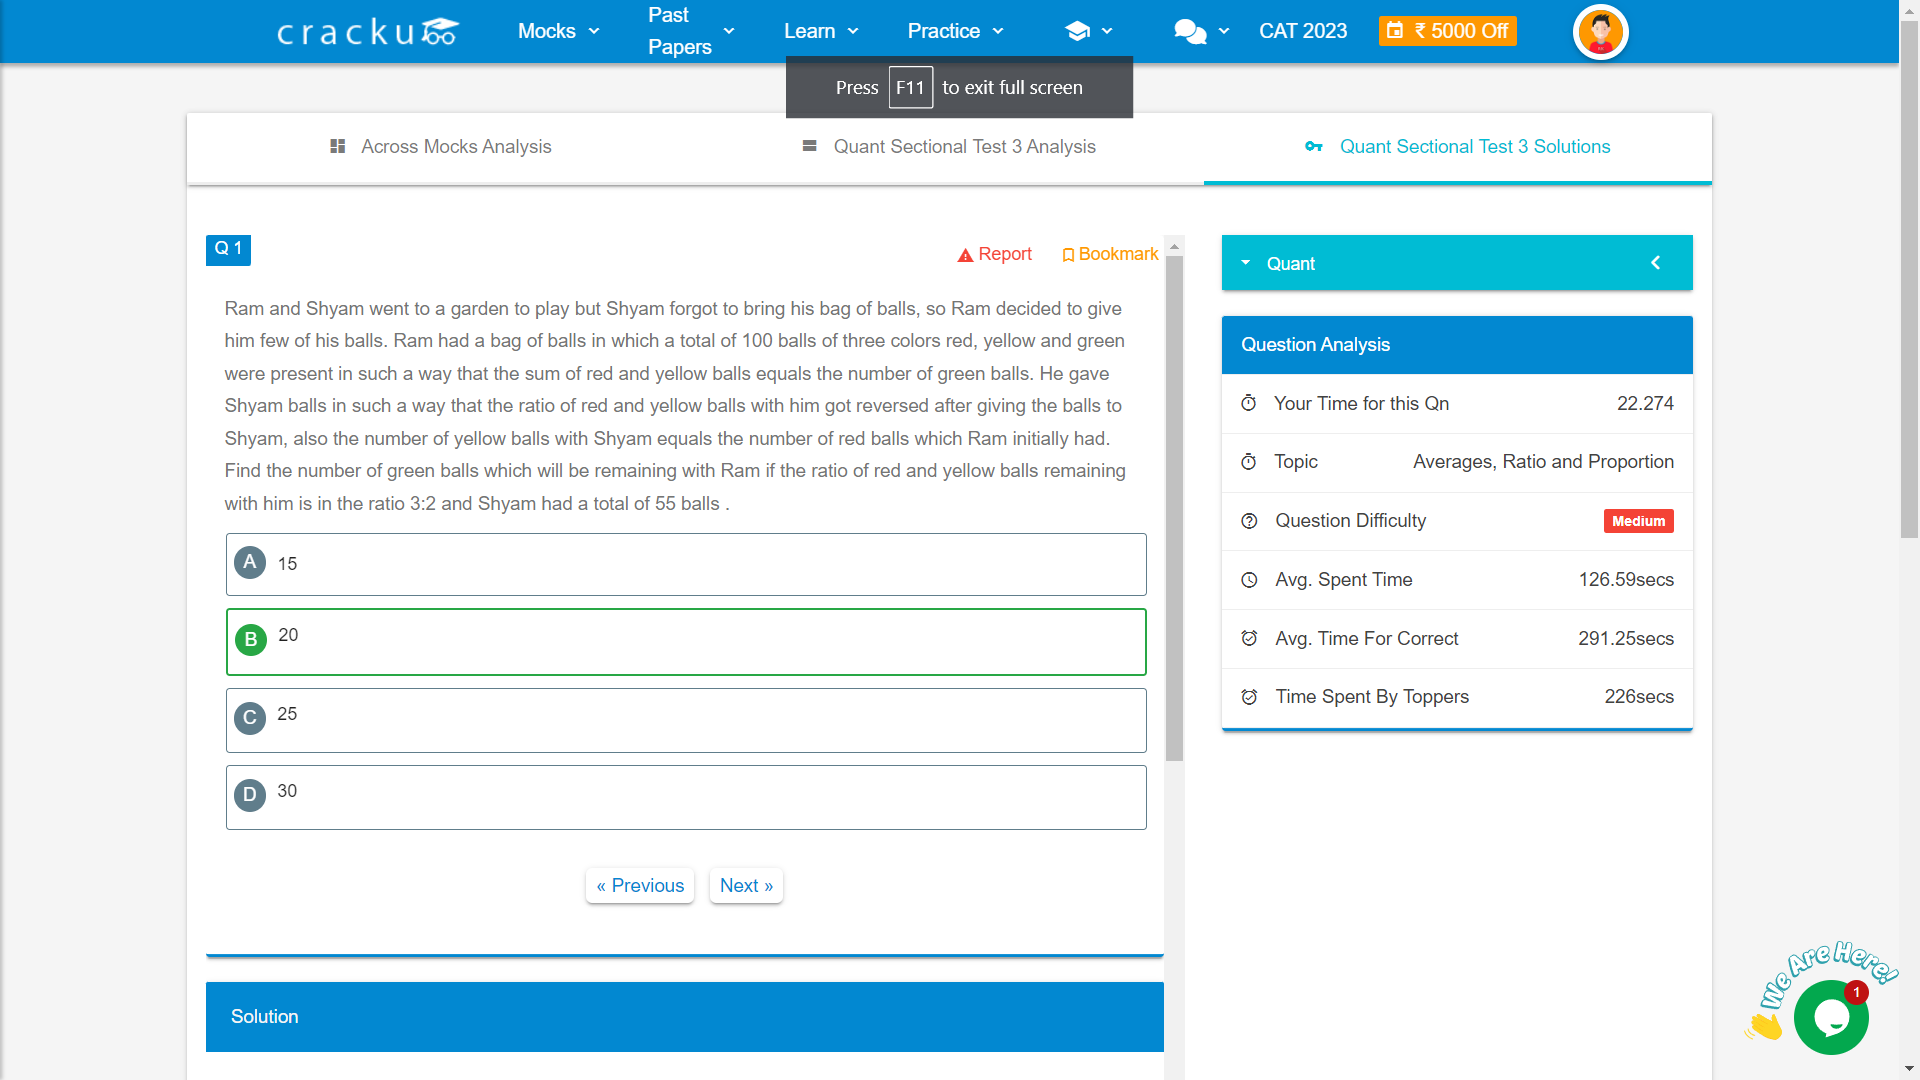 cracku
Mocks
Past Papers
Learn
Practice
CAT 2023
₹ 5000 Off
Press F11 to exit full screen
Across Mocks Analysis
Quant Sectional Test 3 Analysis
Quant Sectional Test 3 Solutions
Q 1
Report
Bookmark
Ram and Shyam went to a garden to play but Shyam forgot to bring his bag of balls, so Ram decided to give
him few of his balls. Ram had a bag of balls in which a total of 100 balls of three colors red, yellow and green
were present in such a way that the sum of red and yellow balls equals the number of green balls. He gave
Shyam balls in such a way that the ratio of red and yellow balls with him got reversed after giving the balls to
Shyam, also the number of yellow balls with Shyam equals the number of red balls which Ram initially had.
Find the number of green balls which will be remaining with Ram if the ratio of red and yellow balls remaining
with him is in the ratio 3:2 and Shyam had a total of 55 balls .
A 15
B 20
C 25
D 30
« Previous
Next »
Solution
Quant
Question Analysis
Your Time for this Qn 22.274
Topic Averages, Ratio and Proportion
Question Difficulty Medium
Avg. Spent Time 126.59secs
Avg. Time For Correct 291.25secs
Time Spent By Toppers 226secs
We Are Here!
1